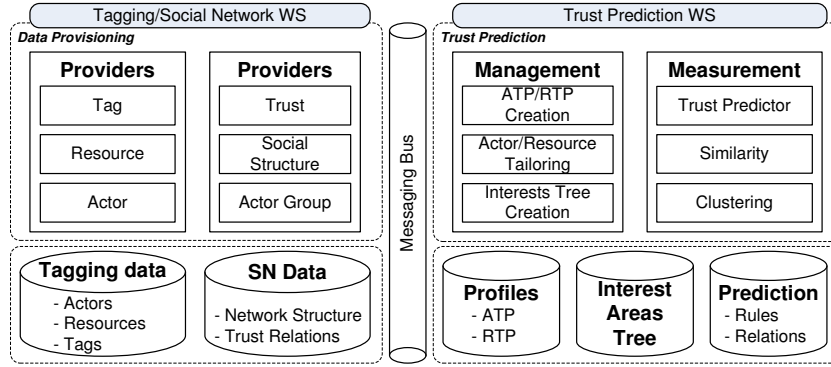 Tagging/Social Network WS
Data Provisioning
Providers
Tag
Resource
Actor
Providers
Trust
Social
Structure
Actor Group
Tagging data
- Actors
- Resources
- Tags
SN Data
- Network Structure
- Trust Relations
Messaging Bus
Trust Prediction WS
Trust Prediction
Management
ATP/RTP
Creation
Actor/Resource
Tailoring
Interests Tree
Creation
Measurement
Trust Predictor
Similarity
Clustering
Profiles
- ATP
- RTP
Interest
Areas
Tree
Prediction
- Rules
- Relations